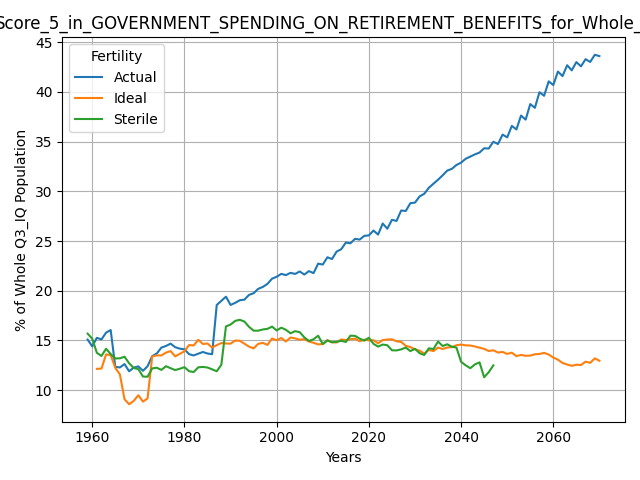 Score_5_in_GOVERNMENT_SPENDING_ON_RETIREMENT_BENEFITS_for_Whole_
45
40
35
30
25
20
15
10
% of Whole Q3_IQ Population
Fertility
Actual
Ideal
Sterile
1960 1980 2000 2020 2040 2060
Years